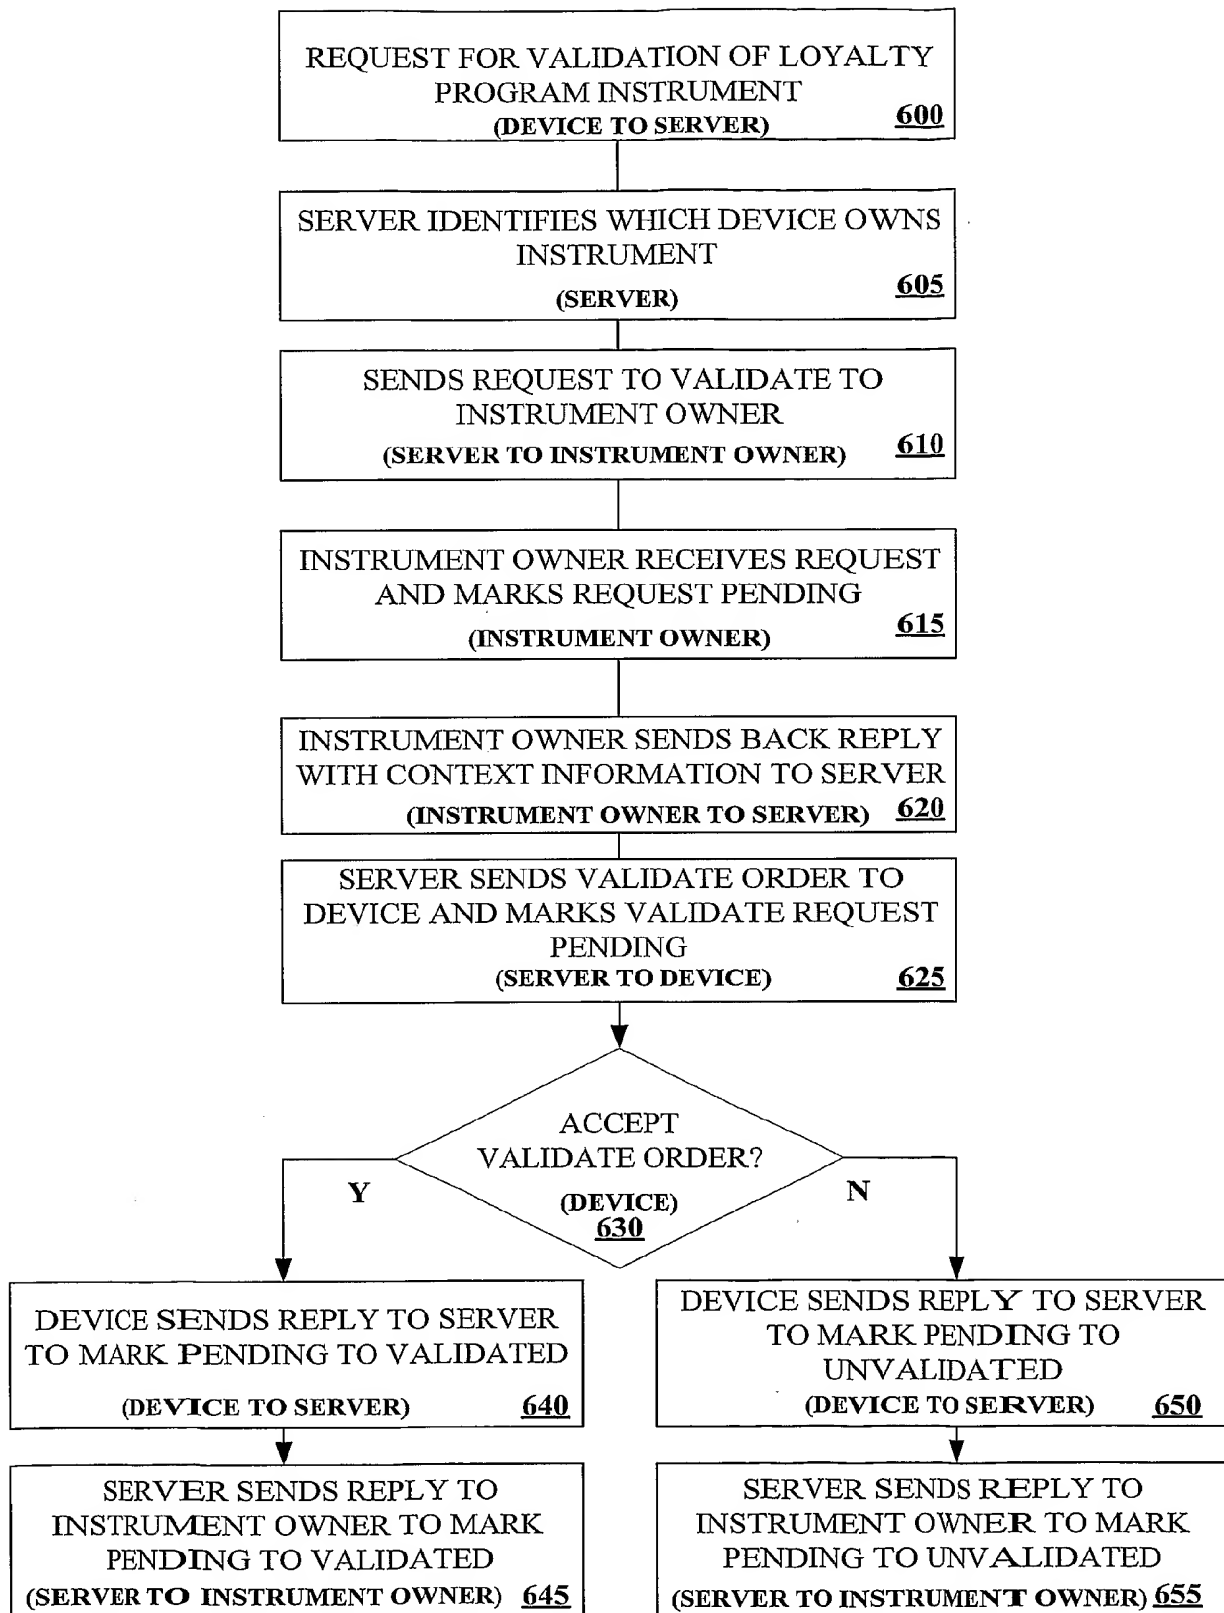 REQUEST FOR VALIDATION OF LOYALTY
PROGRAM INSTRUMENT
(DEVICE TO SERVER)
600
SERVER IDENTIFIES WHICH DEVICE OWNS
INSTRUMENT
(SERVER)
605
SENDS REQUEST TO VALIDATE TO
INSTRUMENT OWNER
(SERVER TO INSTRUMENT OWNER)
610
INSTRUMENT OWNER RECEIVES REQUEST
AND MARKS REQUEST PENDING
(INSTRUMENT OWNER)
615
INSTRUMENT OWNER SENDS BACK REPLY
WITH CONTEXT INFORMATION TO SERVER
(INSTRUMENT OWNER TO SERVER)
620
SERVER SENDS VALIDATE ORDER TO
DEVICE AND MARKS VALIDATE REQUEST
PENDING
(SERVER TO DEVICE)
625
ACCEPT
VALIDATE ORDER?
(DEVICE)
630
Y
N
DEVICE SENDS REPLY TO SERVER
TO MARK PENDING TO VALIDATED
(DEVICE TO SERVER)
640
DEVICE SENDS REPLY TO SERVER
TO MARK PENDING TO
UNVALIDATED
(DEVICE TO SERVER)
650
SERVER SENDS REPLY TO
INSTRUMENT OWNER TO MARK
PENDING TO VALIDATED
(SERVER TO INSTRUMENT OWNER)
645
SERVER SENDS REPLY TO
INSTRUMENT OWNER TO MARK
PENDING TO UNVALIDATED
(SERVER TO INSTRUMENT OWNER)
655